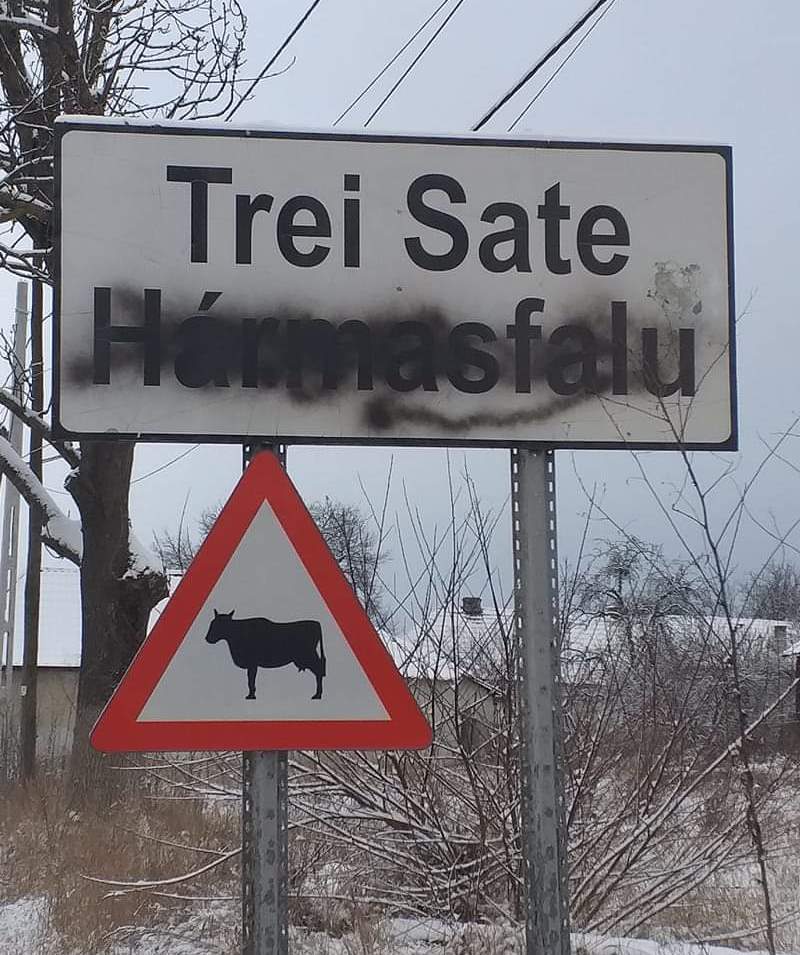 Trei Sate
Hármasfalu